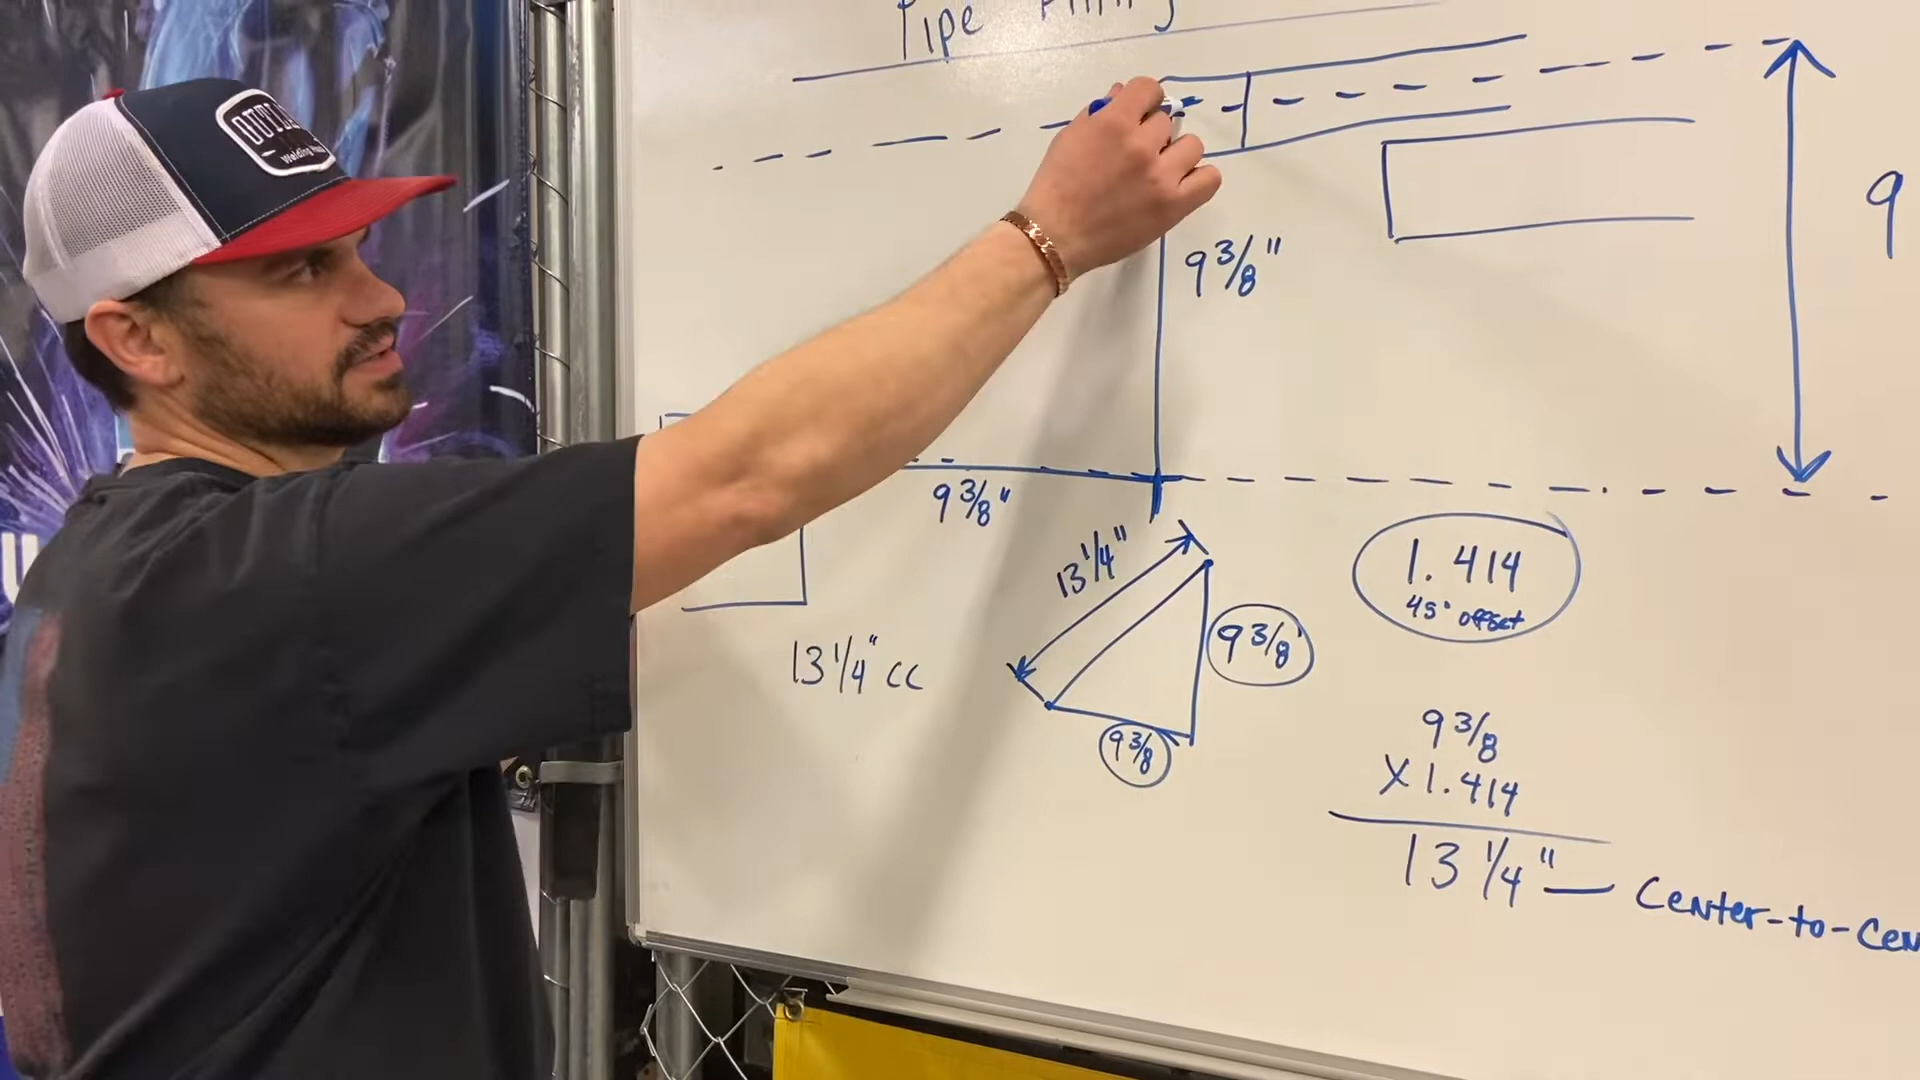 Pipe
OUTLAW
9 3/8"
9
9 3/8"
13 1/4"
1.414
45° offset
9 3/8
13 1/4" CC
9 3/8
9 3/8
X 1.414
13 1/4" — Center-to-Cen